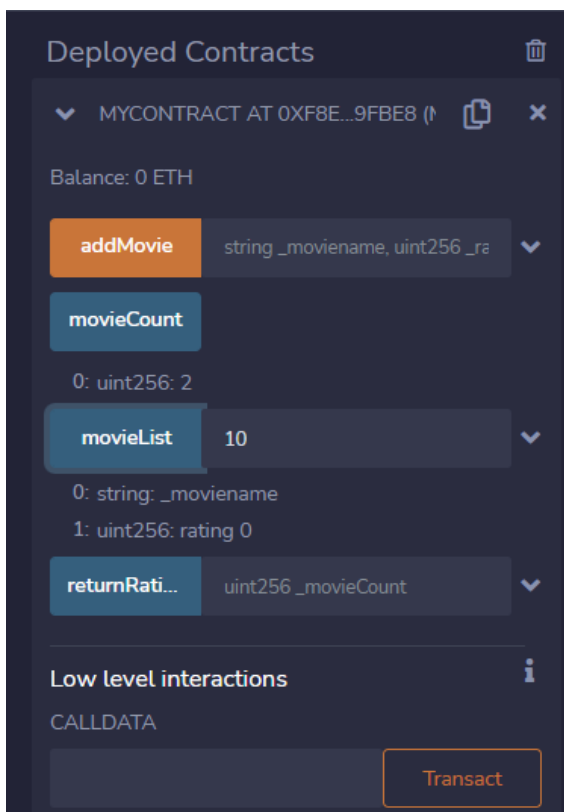 Deployed Contracts
MYCONTRACT AT 0XF8E...9FBE8 (M
Balance: 0 ETH
addMovie string _moviename, uint256 _ra
movieCount
0: uint256: 2
movieList 10
0: string: _moviename
1: uint256: rating 0
returnRati... uint256 _movieCount
Low level interactions i
CALLDATA
Transact